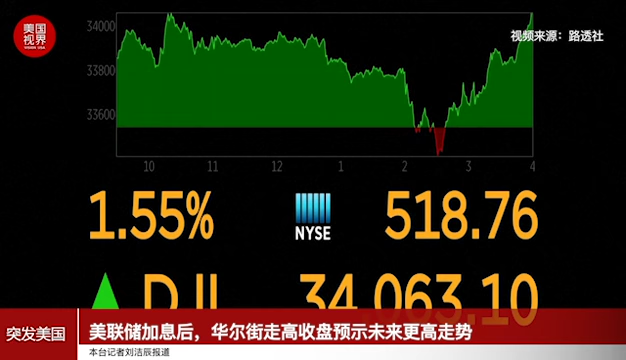 美国
视界
WORN USA
视频来源：路透社
34000
33800
33600
10 11 12 1 2 3 4
1.55% NYSE 518.76
DJI 34,063.10
突发美国
美联储加息后，华尔街走高收盘预示未来更高走势
本台记者刘洁辰报道